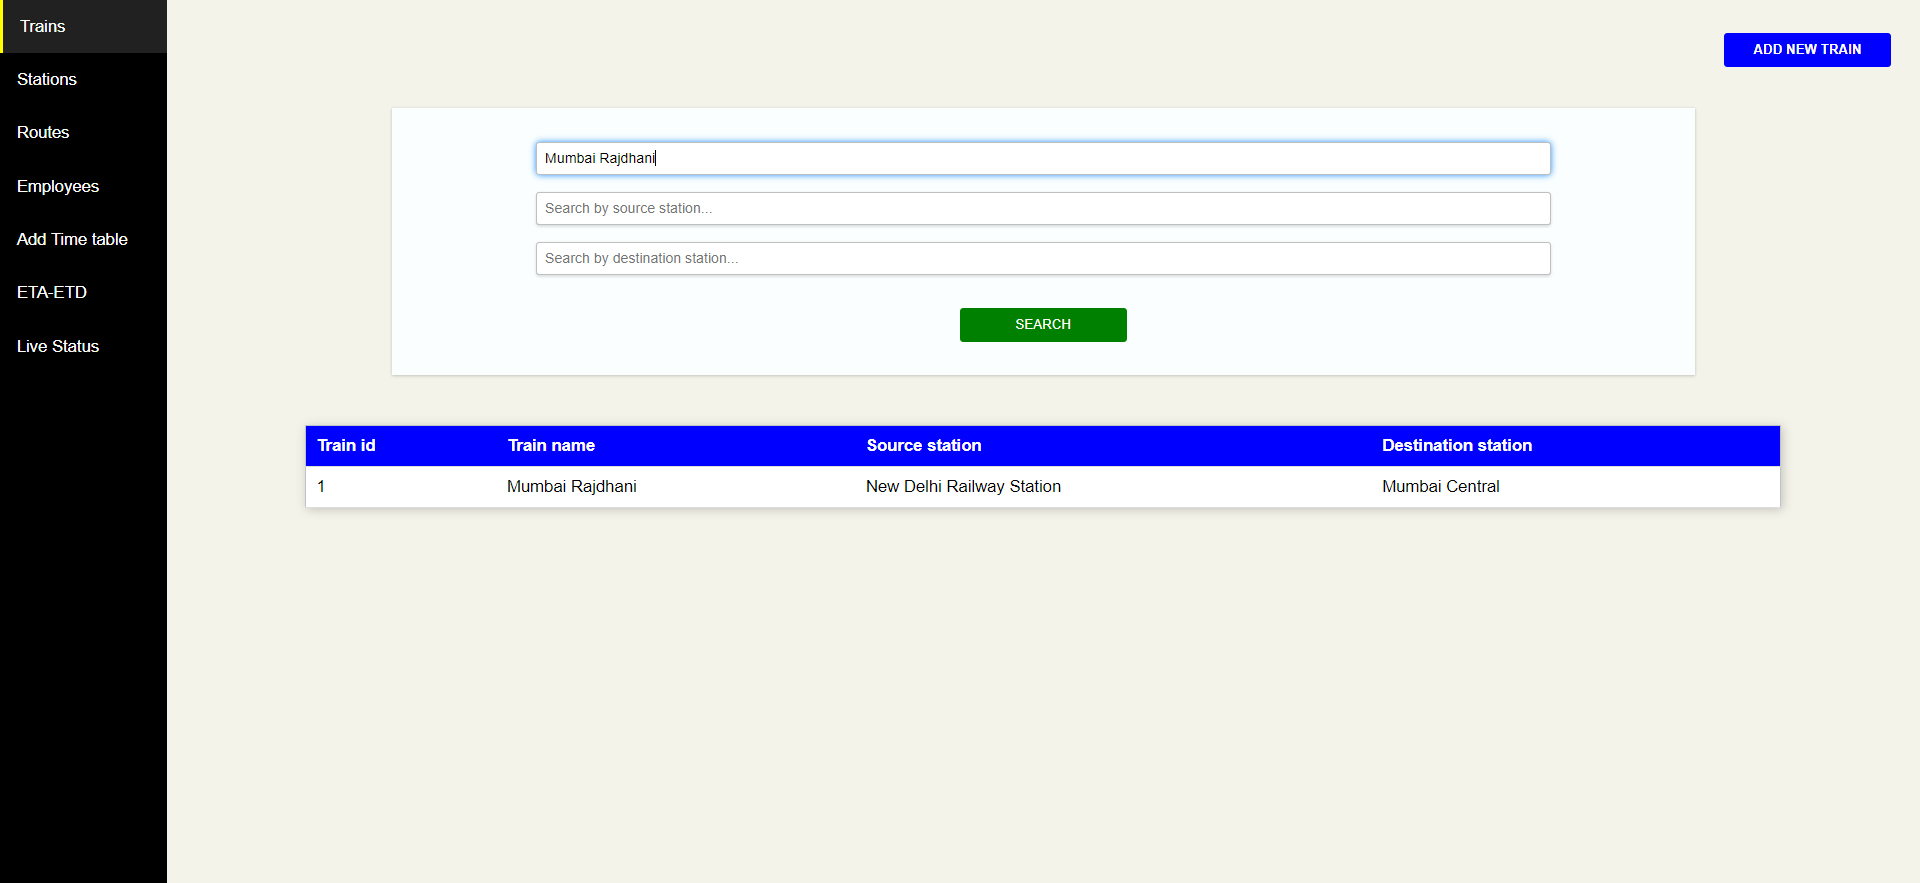 Trains
Stations
Routes
Employees
Add Time table
ETA-ETD
Live Status
ADD NEW TRAIN
Mumbai Rajdhani
Search by source station...
Search by destination station...
SEARCH
Train id Train name Source station Destination station
1 Mumbai Rajdhani New Delhi Railway Station Mumbai Central